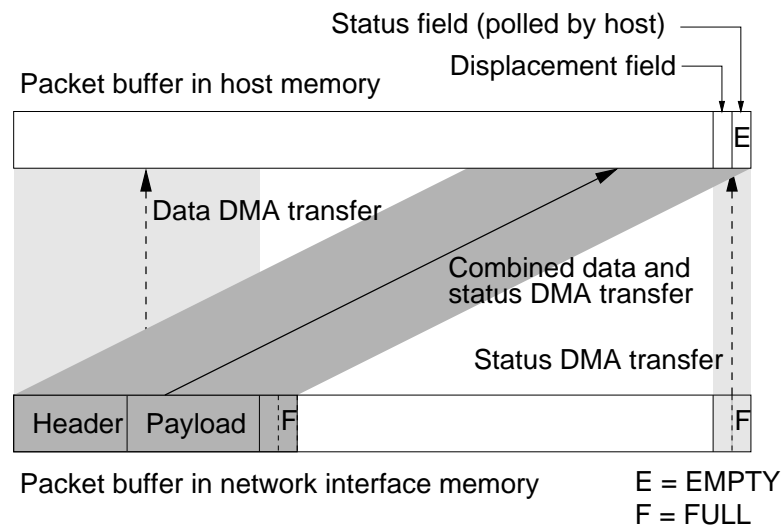 Status field (polled by host)
Displacement field
Packet buffer in host memory
E
Data DMA transfer
Combined data and
status DMA transfer
Status DMA transfer
Header Payload F F
Packet buffer in network interface memory
E = EMPTY
F = FULL